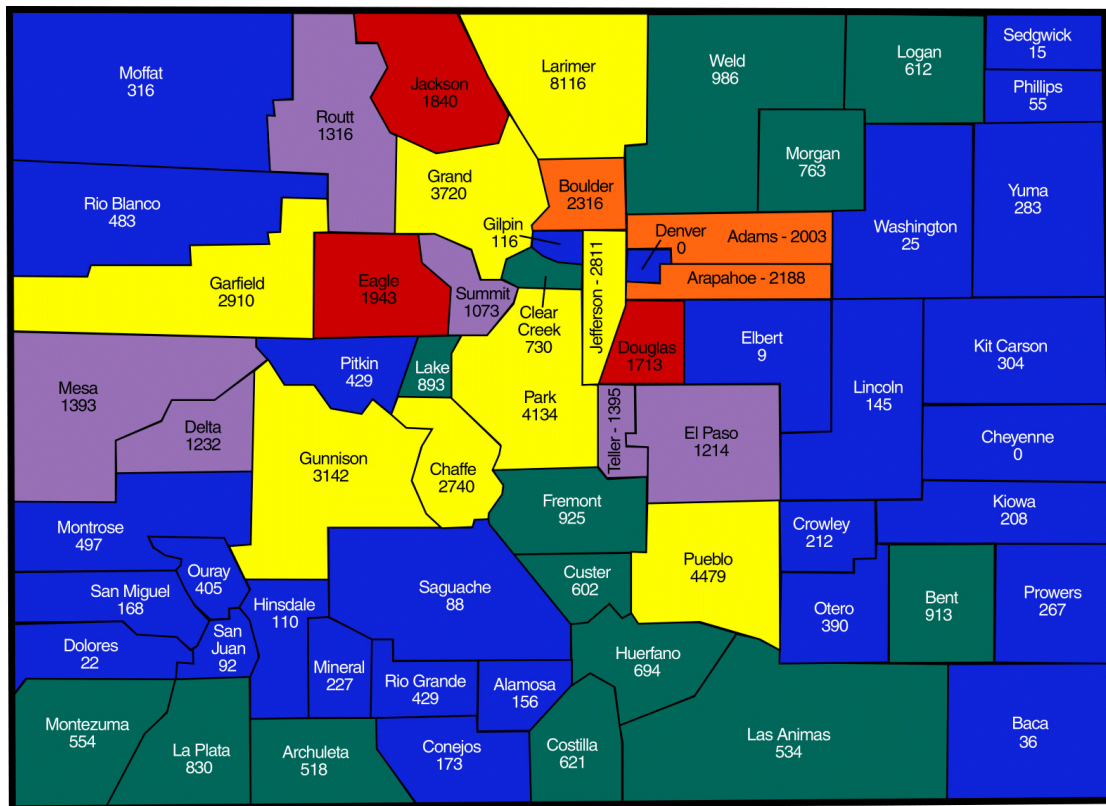 Moffat
316
Routt
1316
Jackson
1840
Larimer
8116
Weld
986
Logan
612
Sedgwick
15
Phillips
55
Morgan
763
Washington
25
Yuma
283
Rio Blanco
483
Grand
3720
Boulder
2316
Gilpin
116
Denver
0
Adams - 2003
Arapahoe - 2188
Jefferson - 2811
Garfield
2910
Eagle
1943
Summit
1073
Clear
Creek
730
Douglas
1713
Elbert
9
Kit Carson
304
Lincoln
145
Mesa
1393
Delta
1232
Pitkin
429
Lake
893
Park
4134
Teller - 1395
El Paso
1214
Cheyenne
0
Gunnison
3142
Chaffe
2740
Fremont
925
Pueblo
4479
Crowley
212
Kiowa
208
Montrose
497
Ouray
405
San Miguel
168
Hinsdale
110
Saguache
88
Custer
602
Otero
390
Bent
913
Prowers
267
Dolores
22
San
Juan
92
Mineral
227
Rio Grande
429
Alamosa
156
Huerfano
694
Montezuma
554
La Plata
830
Archuleta
518
Conejos
173
Costilla
621
Las Animas
534
Baca
36